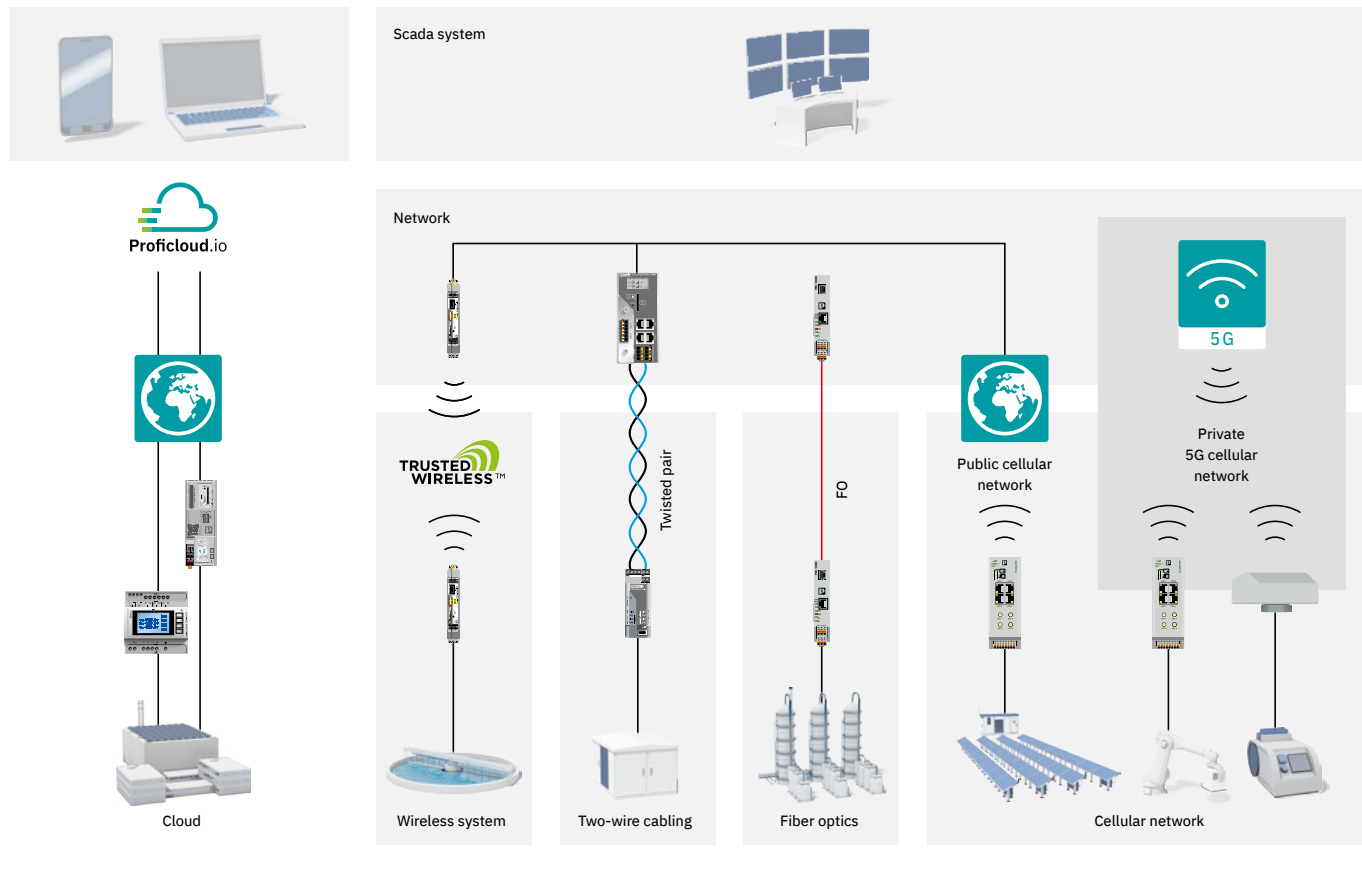 Scada system
Proficloud.io
Network
5G
TRUSTED
WIRELESS™
Twisted pair
FO
Public cellular
network
Private
5G cellular
network
Cloud
Wireless system
Two-wire cabling
Fiber optics
Cellular network